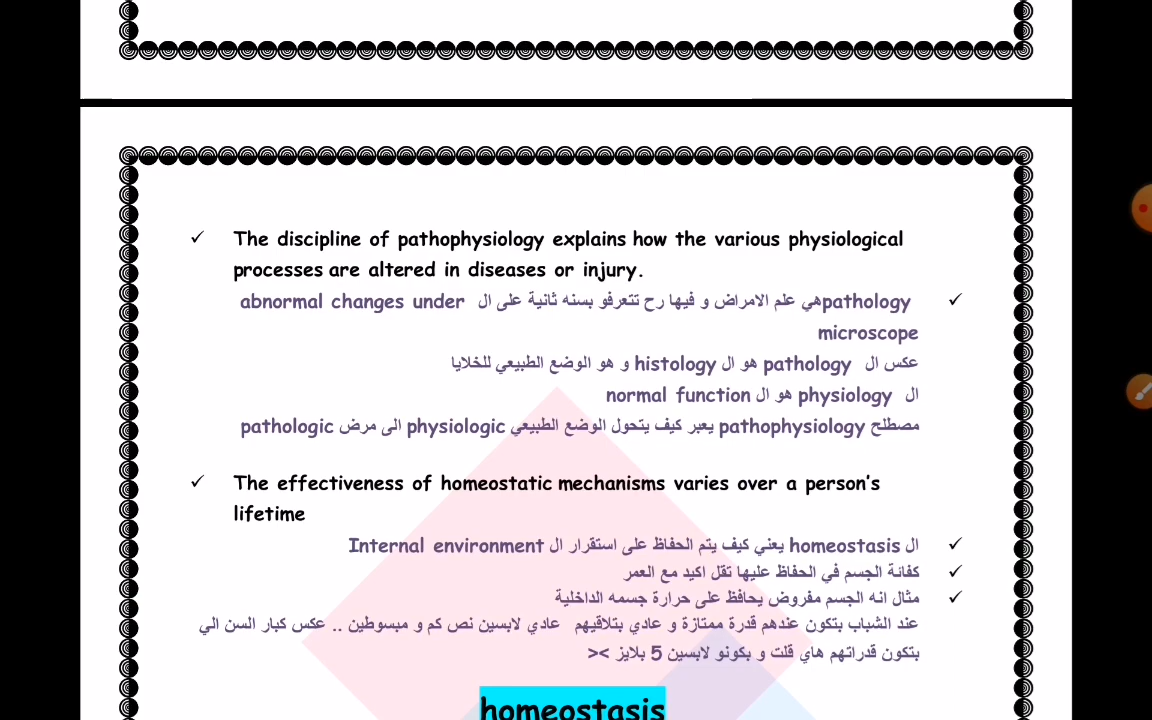 The discipline of pathophysiology explains how the various physiological
processes are altered in diseases or injury.
pathologyهي علم الامراض و فيها رح تتعرفو بسنه ثانية على ال abnormal changes under
microscope
عكس ال pathology هو ال histology و هو الوضع الطبيعي للخلايا
ال physiology هو ال normal function
مصطلح pathophysiology يعبر كيف يتحول الوضع الطبيعي physiologic الى مرض pathologic
The effectiveness of homeostatic mechanisms varies over a person’s
lifetime
ال homeostasis يعني كيف يتم الحفاظ على استقرار ال Internal environment
كفائة الجسم في الحفاظ عليها تقل اكيد مع العمر
مثال انه الجسم مفروض يحافظ على حرارة جسمه الداخلية
عند الشباب بتكون عندهم قدرة ممتازة و عادي بتلاقيهم عادي لابسين نص كم و مبسوطين .. عكس كبار السن الي
بتكون قدراتهم هاي قلت و بكونو لابسين 5 بلايز ><
homeostasis